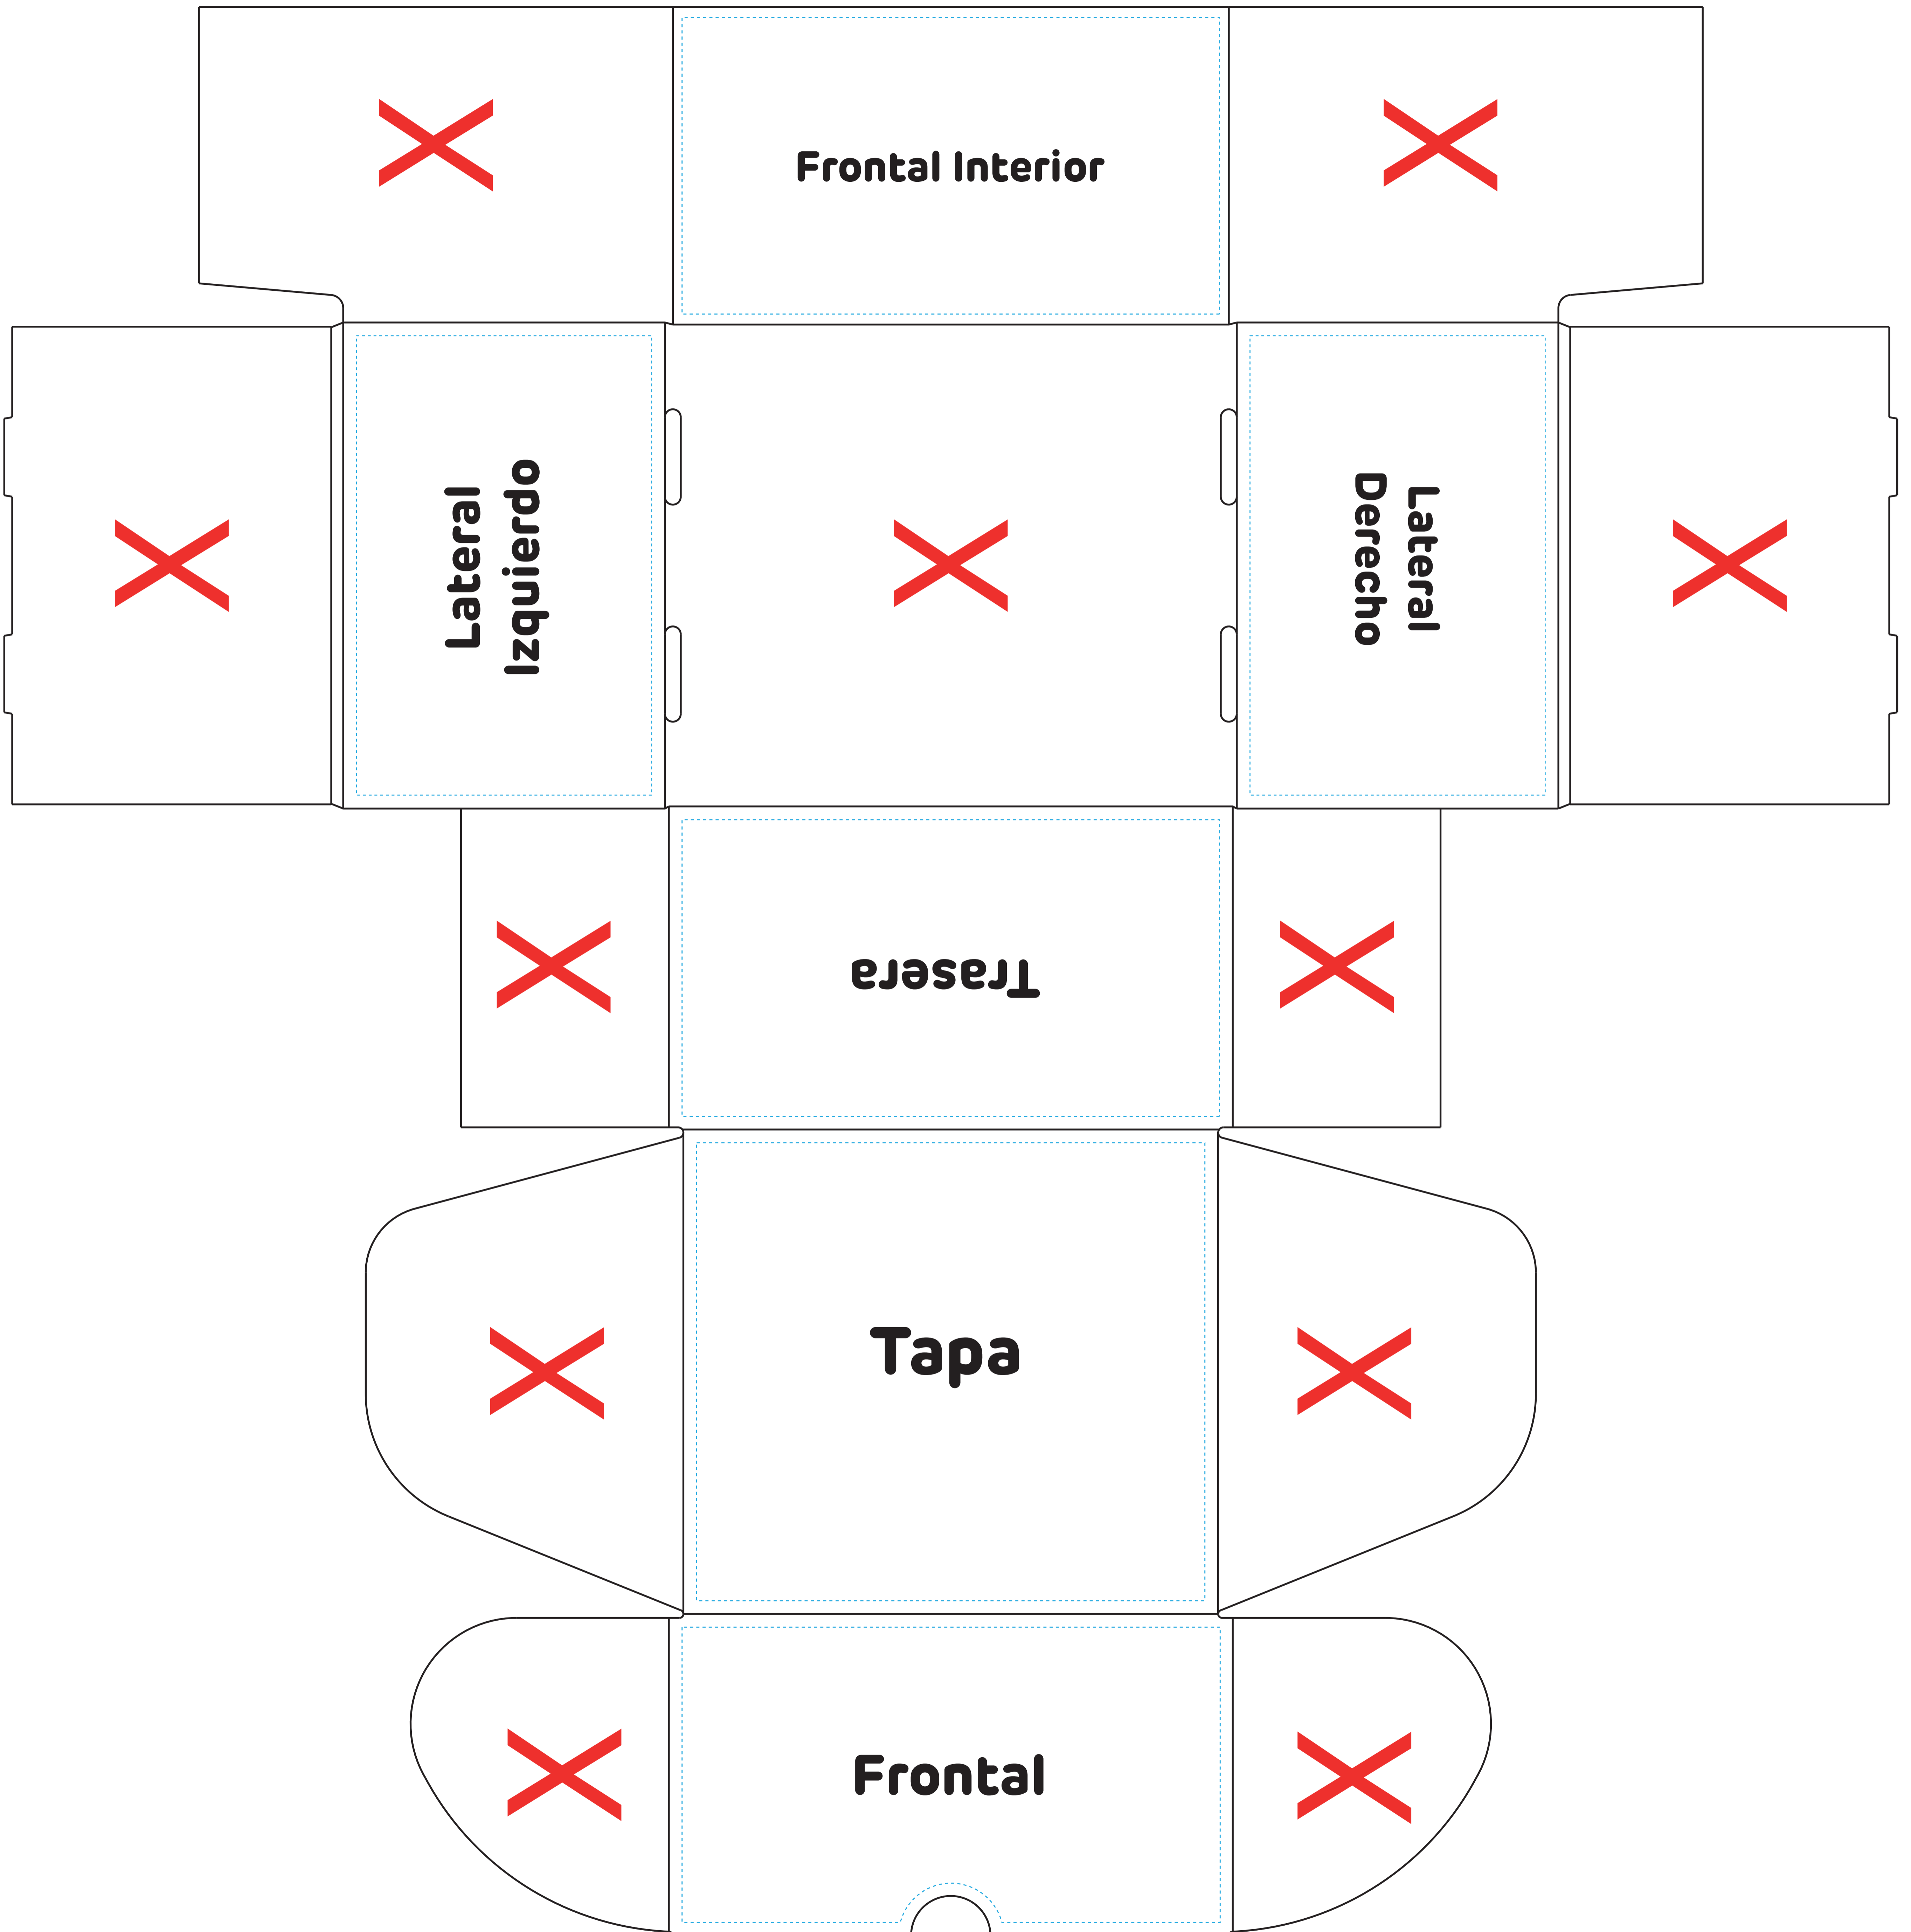 Frontal Interior
Lateral
Izquierdo
Lateral
Derecho
Trasera
Tapa
Frontal